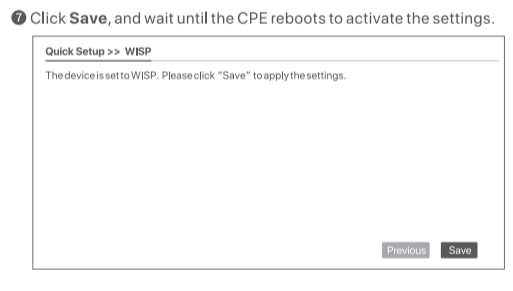 7 Click Save, and wait until the CPE reboots to activate the settings.
Quick Setup >> WISP
The device is set to WISP. Please click "Save" to apply the settings.
Previous Save